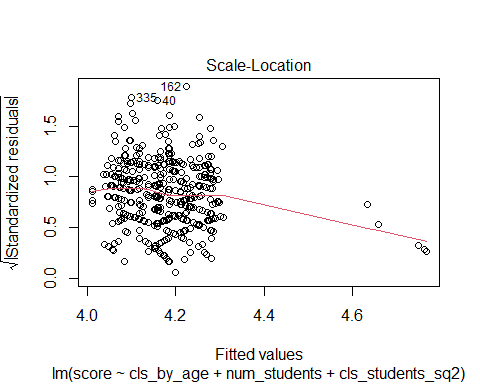 Scale-Location
√|Standardized residuals|
0.0 0.5 1.0 1.5
162
335 40
4.0 4.2 4.4 4.6
Fitted values
lm(score ~ cls_by_age + num_students + cls_students_sq2)